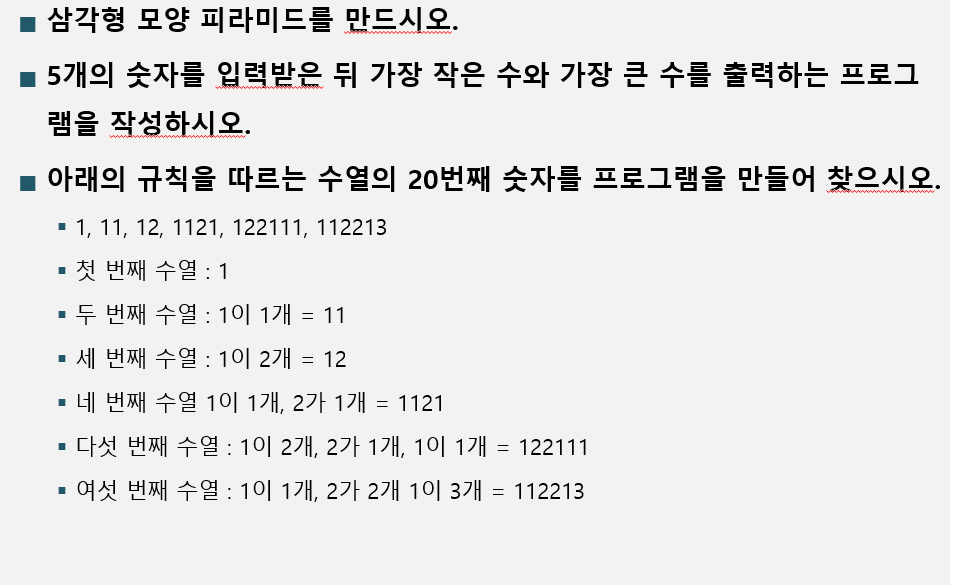 삼각형 모양 피라미드를 만드시오.
5개의 숫자를 입력받은 뒤 가장 작은 수와 가장 큰 수를 출력하는 프로그
램을 작성하시오.
아래의 규칙을 따르는 수열의 20번째 숫자를 프로그램을 만들어 찾으시오.
1, 11, 12, 1121, 122111, 112213
첫 번째 수열 : 1
두 번째 수열 : 1이 1개 = 11
세 번째 수열 : 1이 2개 = 12
네 번째 수열 1이 1개, 2가 1개 = 1121
다섯 번째 수열 : 1이 2개, 2가 1개, 1이 1개 = 122111
여섯 번째 수열 : 1이 1개, 2가 2개 1이 3개 = 112213